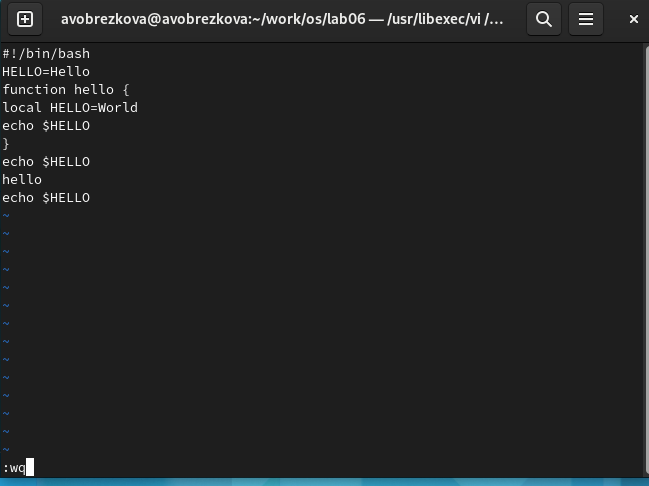 avobrezkova@avobrezkova:~/work/os/lab06 — /usr/libexec/vi /...
#!/bin/bash
HELLO=Hello
function hello {
local HELLO=World
echo $HELLO
}
echo $HELLO
hello
echo $HELLO
~
~
~
~
~
~
~
~
~
~
~
~
~
~
:wq